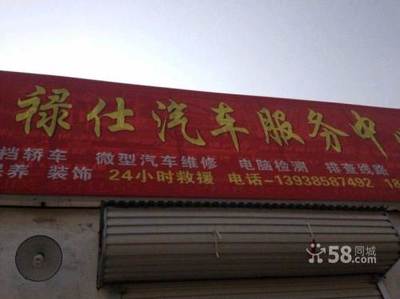 禄仕汽车服务中
档轿车 微型汽车维修 电脑检测 排查线路
养 装饰 24小时救援 电话-13938587492 18
58同城
.com